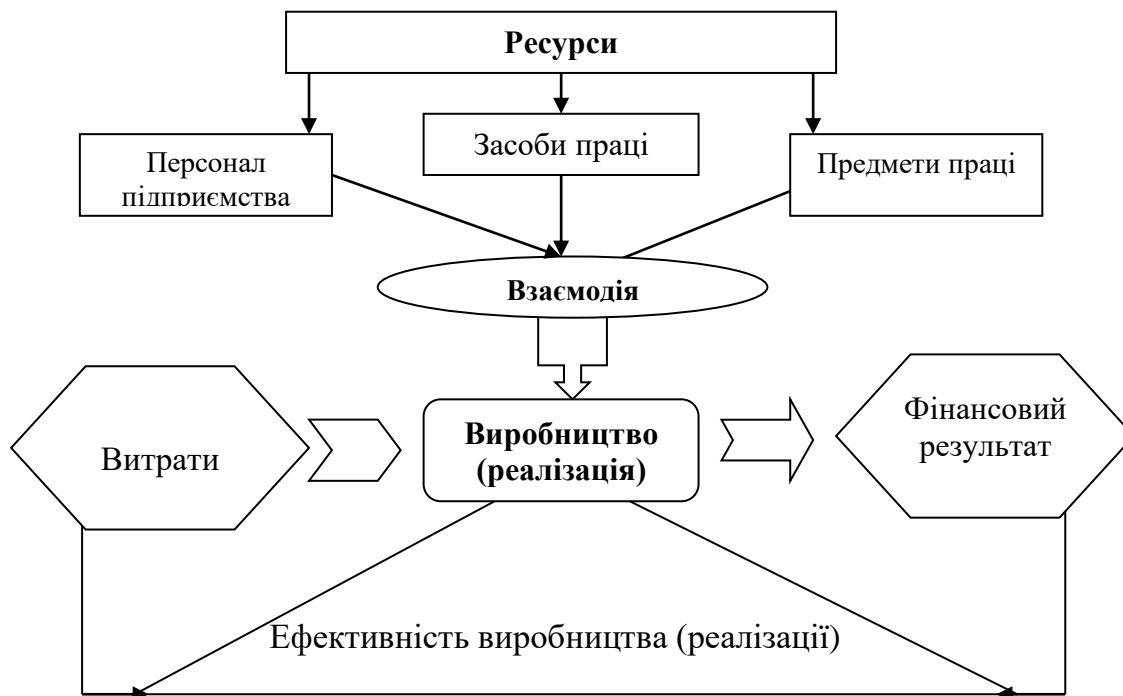 Ресурси
Персонал
підприємства
Засоби праці
Предмети праці
Взаємодія
Витрати
Виробництво
(реалізація)
Фінансовий
результат
Ефективність виробництва (реалізації)